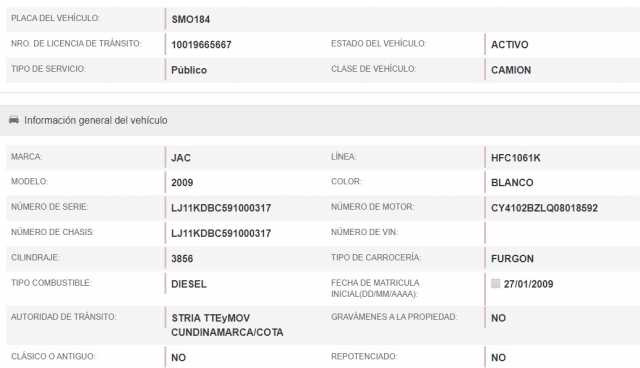 PLACA DEL VEHÍCULO: SMO184
NRO. DE LICENCIA DE TRÁNSITO: 10019665667 ESTADO DEL VEHÍCULO: ACTIVO
TIPO DE SERVICIO: Público CLASE DE VEHÍCULO: CAMION
Información general del vehículo
MARCA: JAC LÍNEA: HFC1061K
MODELO: 2009 COLOR: BLANCO
NÚMERO DE SERIE: LJ11KDBC591000317 NÚMERO DE MOTOR: CY4102BZLQ08018592
NÚMERO DE CHASIS: LJ11KDBC591000317 NÚMERO DE VIN:
CILINDRAJE: 3856 TIPO DE CARROCERÍA: FURGON
TIPO COMBUSTIBLE: DIESEL FECHA DE MATRICULA 27/01/2009
INICIAL(DD/MM/AAAA):
AUTORIDAD DE TRÁNSITO: STRIA TTEyMOV GRAVÁMENES A LA PROPIEDAD: NO
CUNDINAMARCA/COTA
CLÁSICO O ANTIGUO: NO REPOTENCIADO: NO